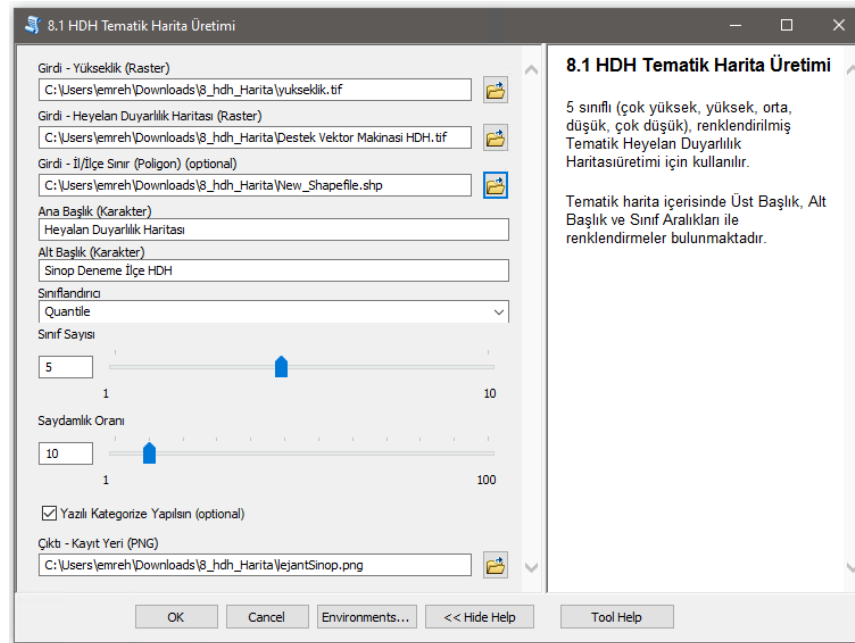 8.1 HDH Tematik Harita Üretimi
Girdi - Yükseklik (Raster)
C:\Users\emreh\Downloads\8_hdh_Harita\yukseklik.tif
Girdi - Heyelan Duyarlılık Haritası (Raster)
C:\Users\emreh\Downloads\8_hdh_Harita\Destek Vektor Makinasi HDH.tif
Girdi - İl/İlçe Sınır (Poligon) (optional)
C:\Users\emreh\Downloads\8_hdh_Harita\New_Shapefile.shp
Ana Başlık (Karakter)
Heyalan Duyarlılık Haritası
Alt Başlık (Karakter)
Sinop Deneme İlçe HDH
Sınıflandırıcı
Quantile
Sınıf Sayısı
5
1 10
Saydamlık Oranı
10
1 100
Yazılı Kategorize Yapılsın (optional)
Çıktı - Kayıt Yeri (PNG)
C:\Users\emreh\Downloads\8_hdh_Harita\lejantSinop.png
8.1 HDH Tematik Harita Üretimi
5 sınıflı (çok yüksek, yüksek, orta,
düşük, çok düşük), renklendirilmiş
Tematik Heyelan Duyarlılık
Haritasıüretimi için kullanılır.
Tematik harita içerisinde Üst Başlık, Alt
Başlık ve Sınıf Aralıkları ile
renklendirmeler bulunmaktadır.
OK Cancel Environments... << Hide Help Tool Help